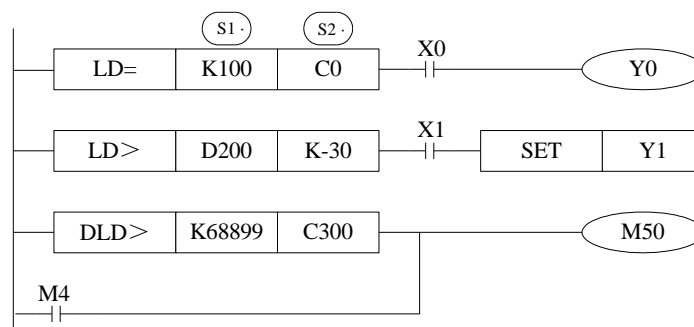 S1· S2·
LD= K100 C0 X0 Y0
LD> D200 K-30 X1 SET Y1
DLD> K68899 C300 M50
M4